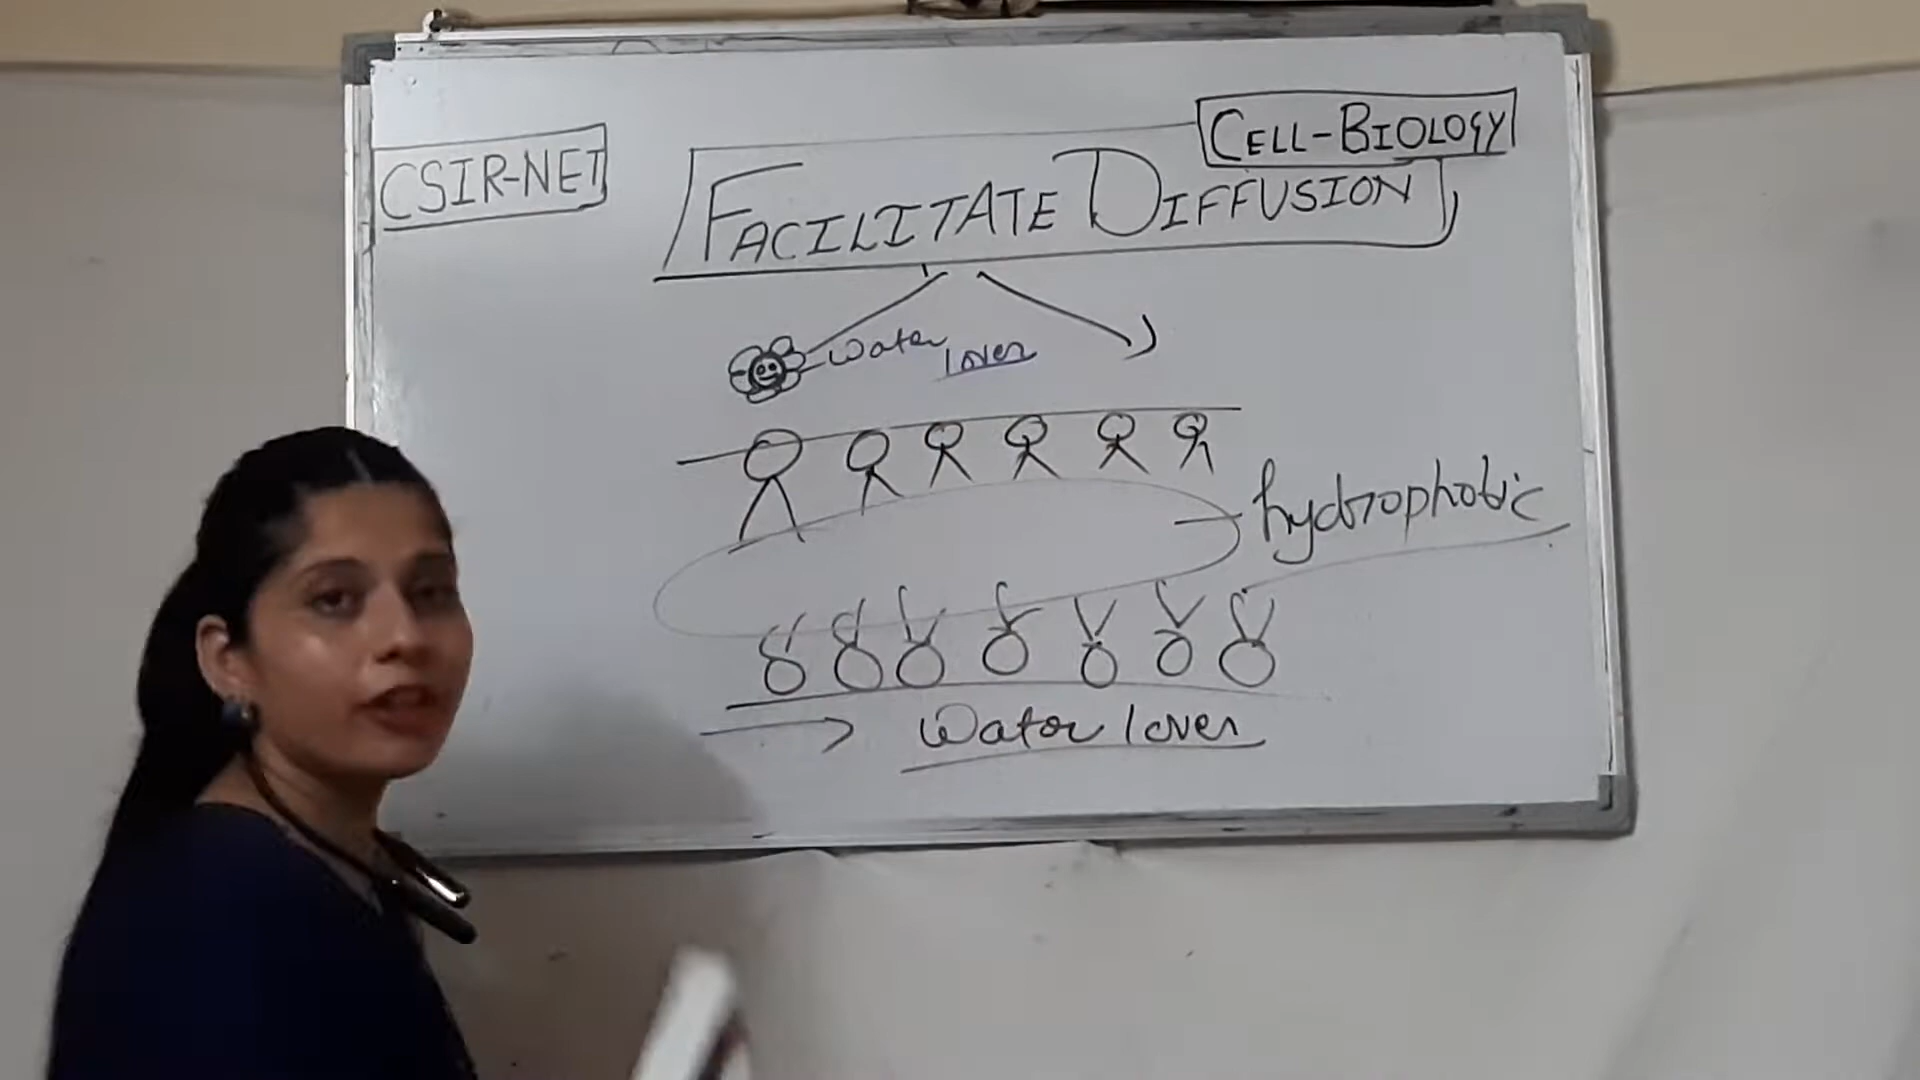 CELL-BIOLOGY
CSIR-NET
FACILITATE DIFFUSION
water lover
hydrophobic
Water lover